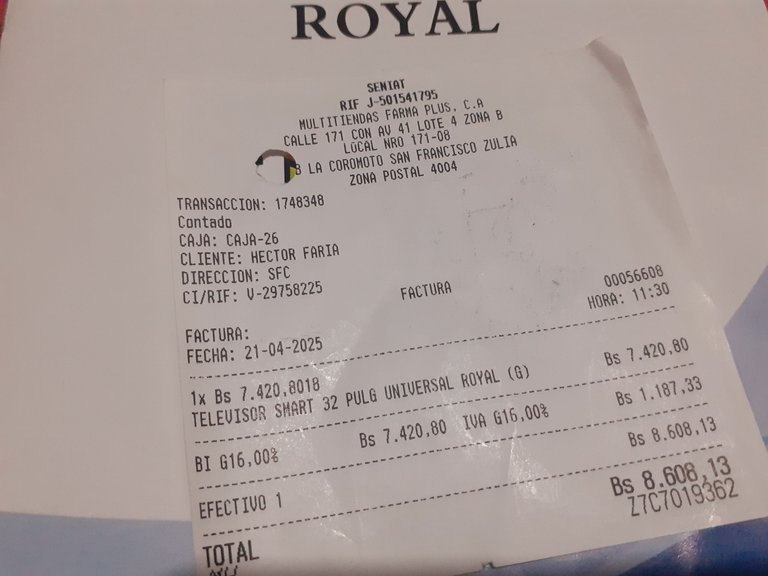 ROYAL
SENIAT
RIF J-501541795
MULTITIENDAS FARMA PLUS, C.A
CALLE 171 CON AV 41 LOTE 4 ZONA B
LOCAL NRO 171-08
B LA COROMOTO SAN FRANCISCO ZULIA
ZONA POSTAL 4004
TRANSACCION: 1748348
Contado
CAJA: CAJA-26
CLIENTE: HECTOR FARIA
DIRECCION: SFC
CI/RIF: V-29758225
FACTURA
FACTURA: 00056608
FECHA: 21-04-2025 HORA: 11:30
1x Bs 7.420,8018
TELEVISOR SMART 32 PULG UNIVERSAL ROYAL (G) Bs 7.420,80
BI G16,00% Bs 7.420,80 IVA G16,00% Bs 1.187,33
EFECTIVO 1 Bs 8.608,13
TOTAL Bs 8.608,13
Z7C7019362